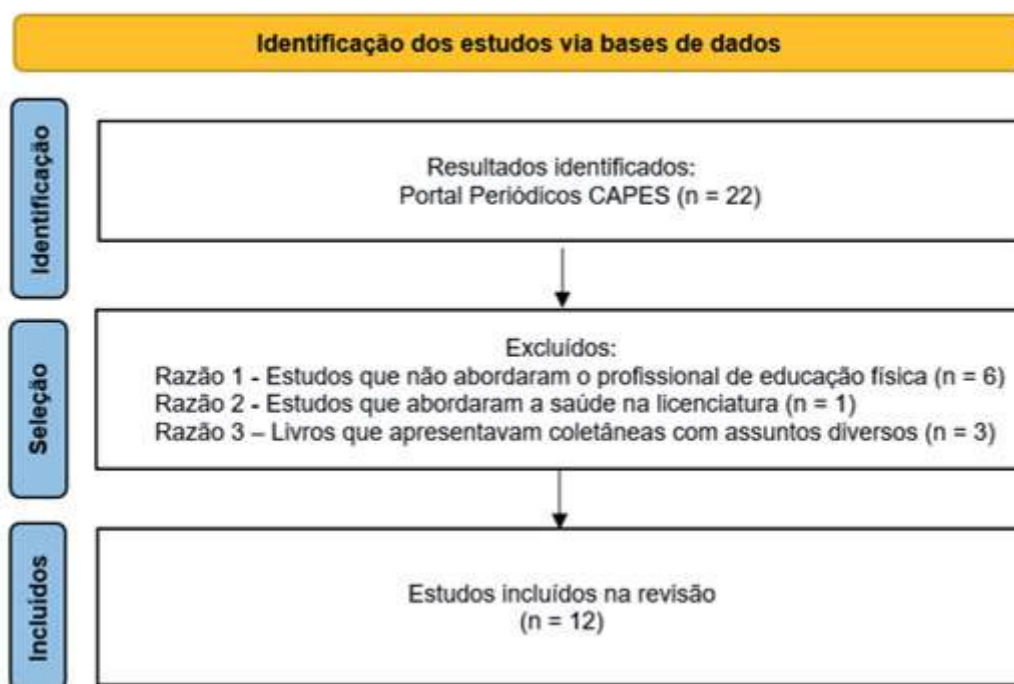 Identificação dos estudos via bases de dados
Identificação
Resultados identificados:
Portal Periódicos CAPES (n = 22)
Seleção
Excluídos:
Razão 1 - Estudos que não abordaram o profissional de educação física (n = 6)
Razão 2 - Estudos que abordaram a saúde na licenciatura (n = 1)
Razão 3 – Livros que apresentavam coletâneas com assuntos diversos (n = 3)
Incluídos
Estudos incluídos na revisão
(n = 12)